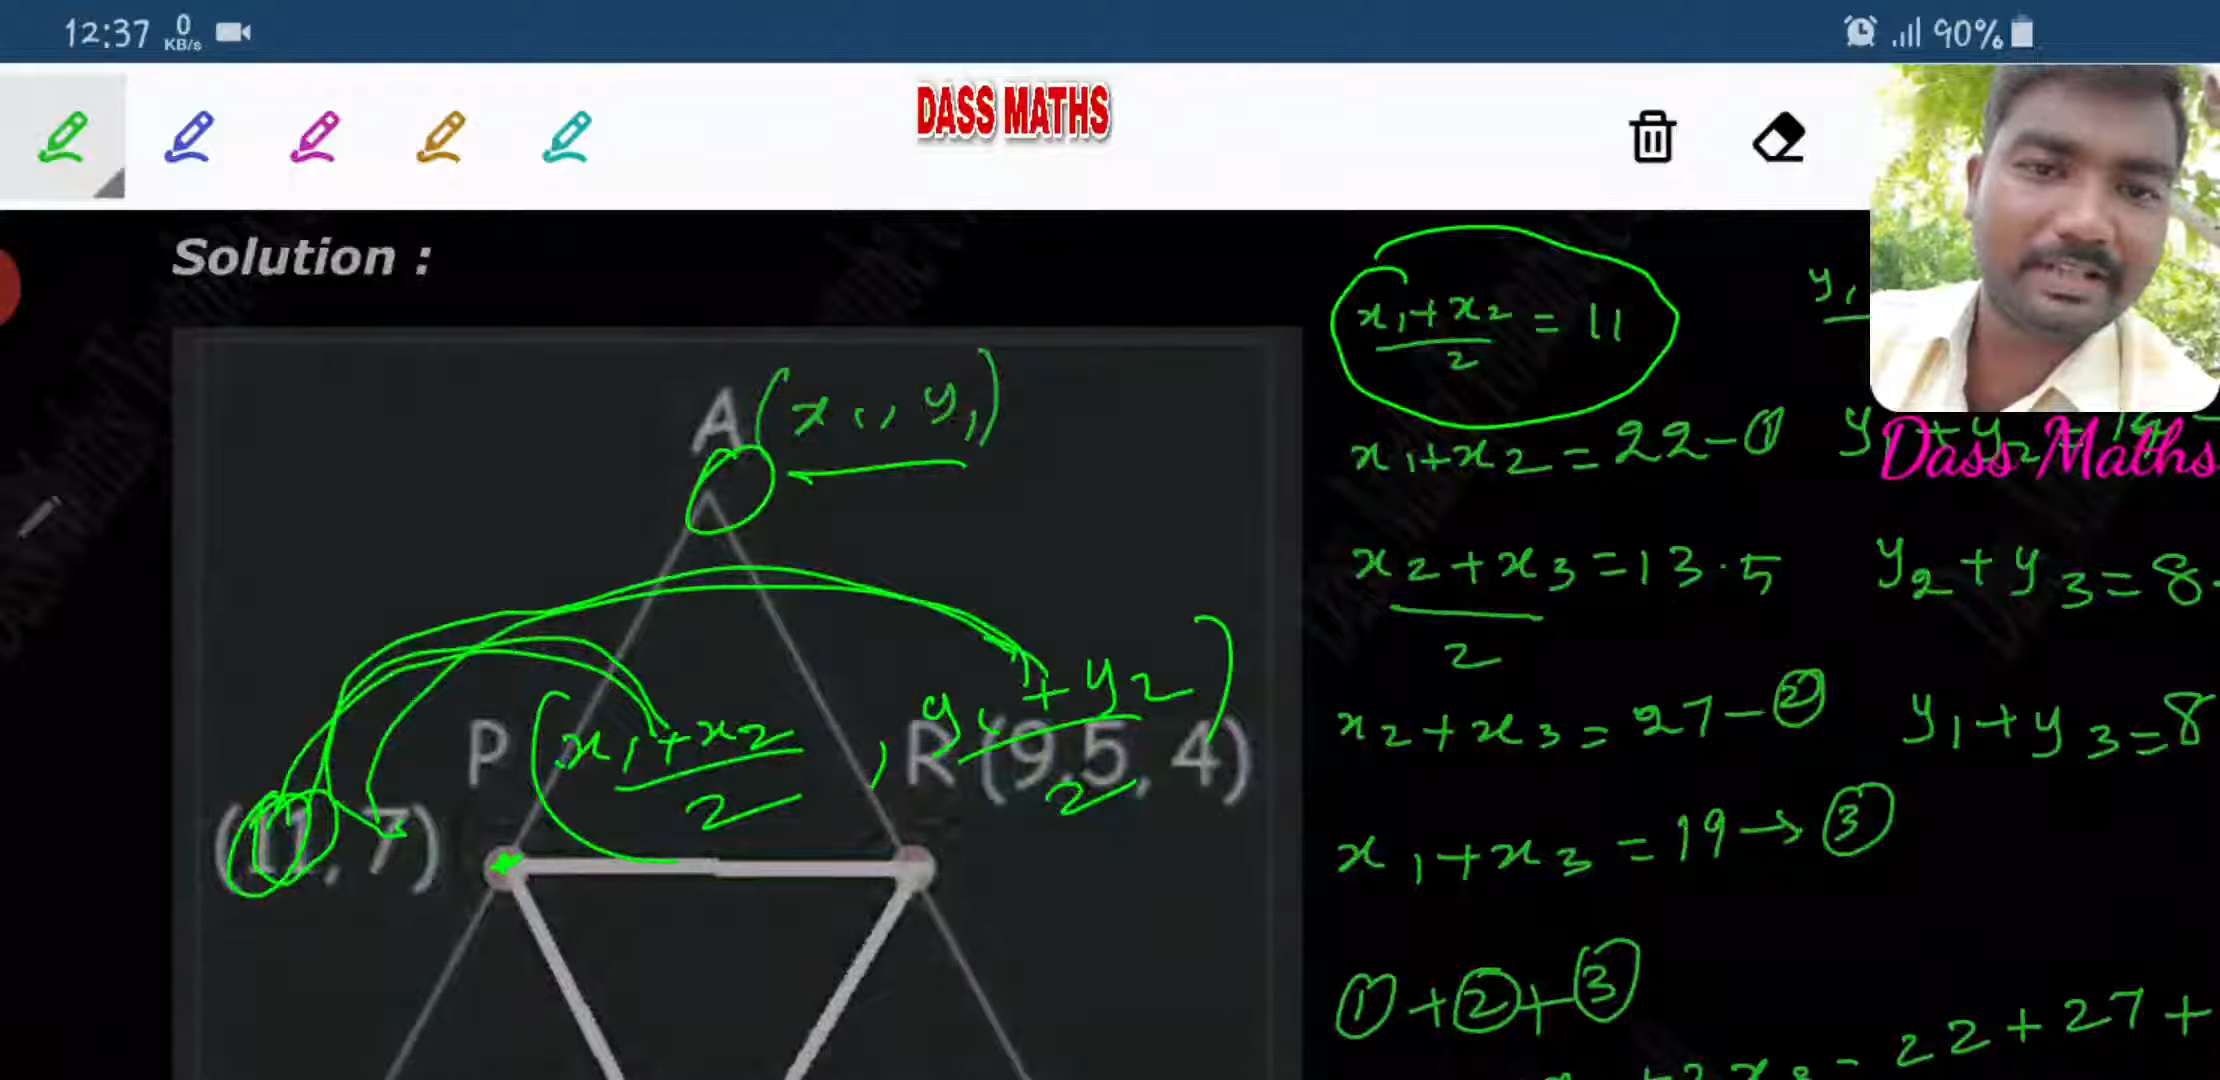 12:37 0 KB/s 90%
DASS MATHS
Solution :
A (x₁, y₁)
P (x₁+x₂/2, y₁+y₂/2)
R (9.5, 4)
(11, 7)
x₁+x₂/2 = 11
x₁+x₂ = 22 – ①
Dass Maths
x₂+x₃/2 = 13.5
y₂+y₃ = 8.
x₂+x₃ = 27 – ②
y₁+y₃ = 8
x₁+x₃ = 19 → ③
①+②+③
22+27+